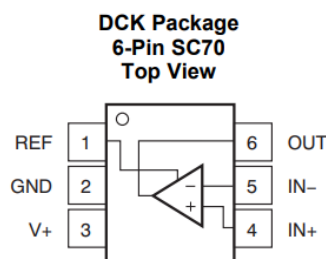 DCK Package
6-Pin SC70
Top View
REF 1 6 OUT
GND 2 − 5 IN−
V+ 3 + 4 IN+